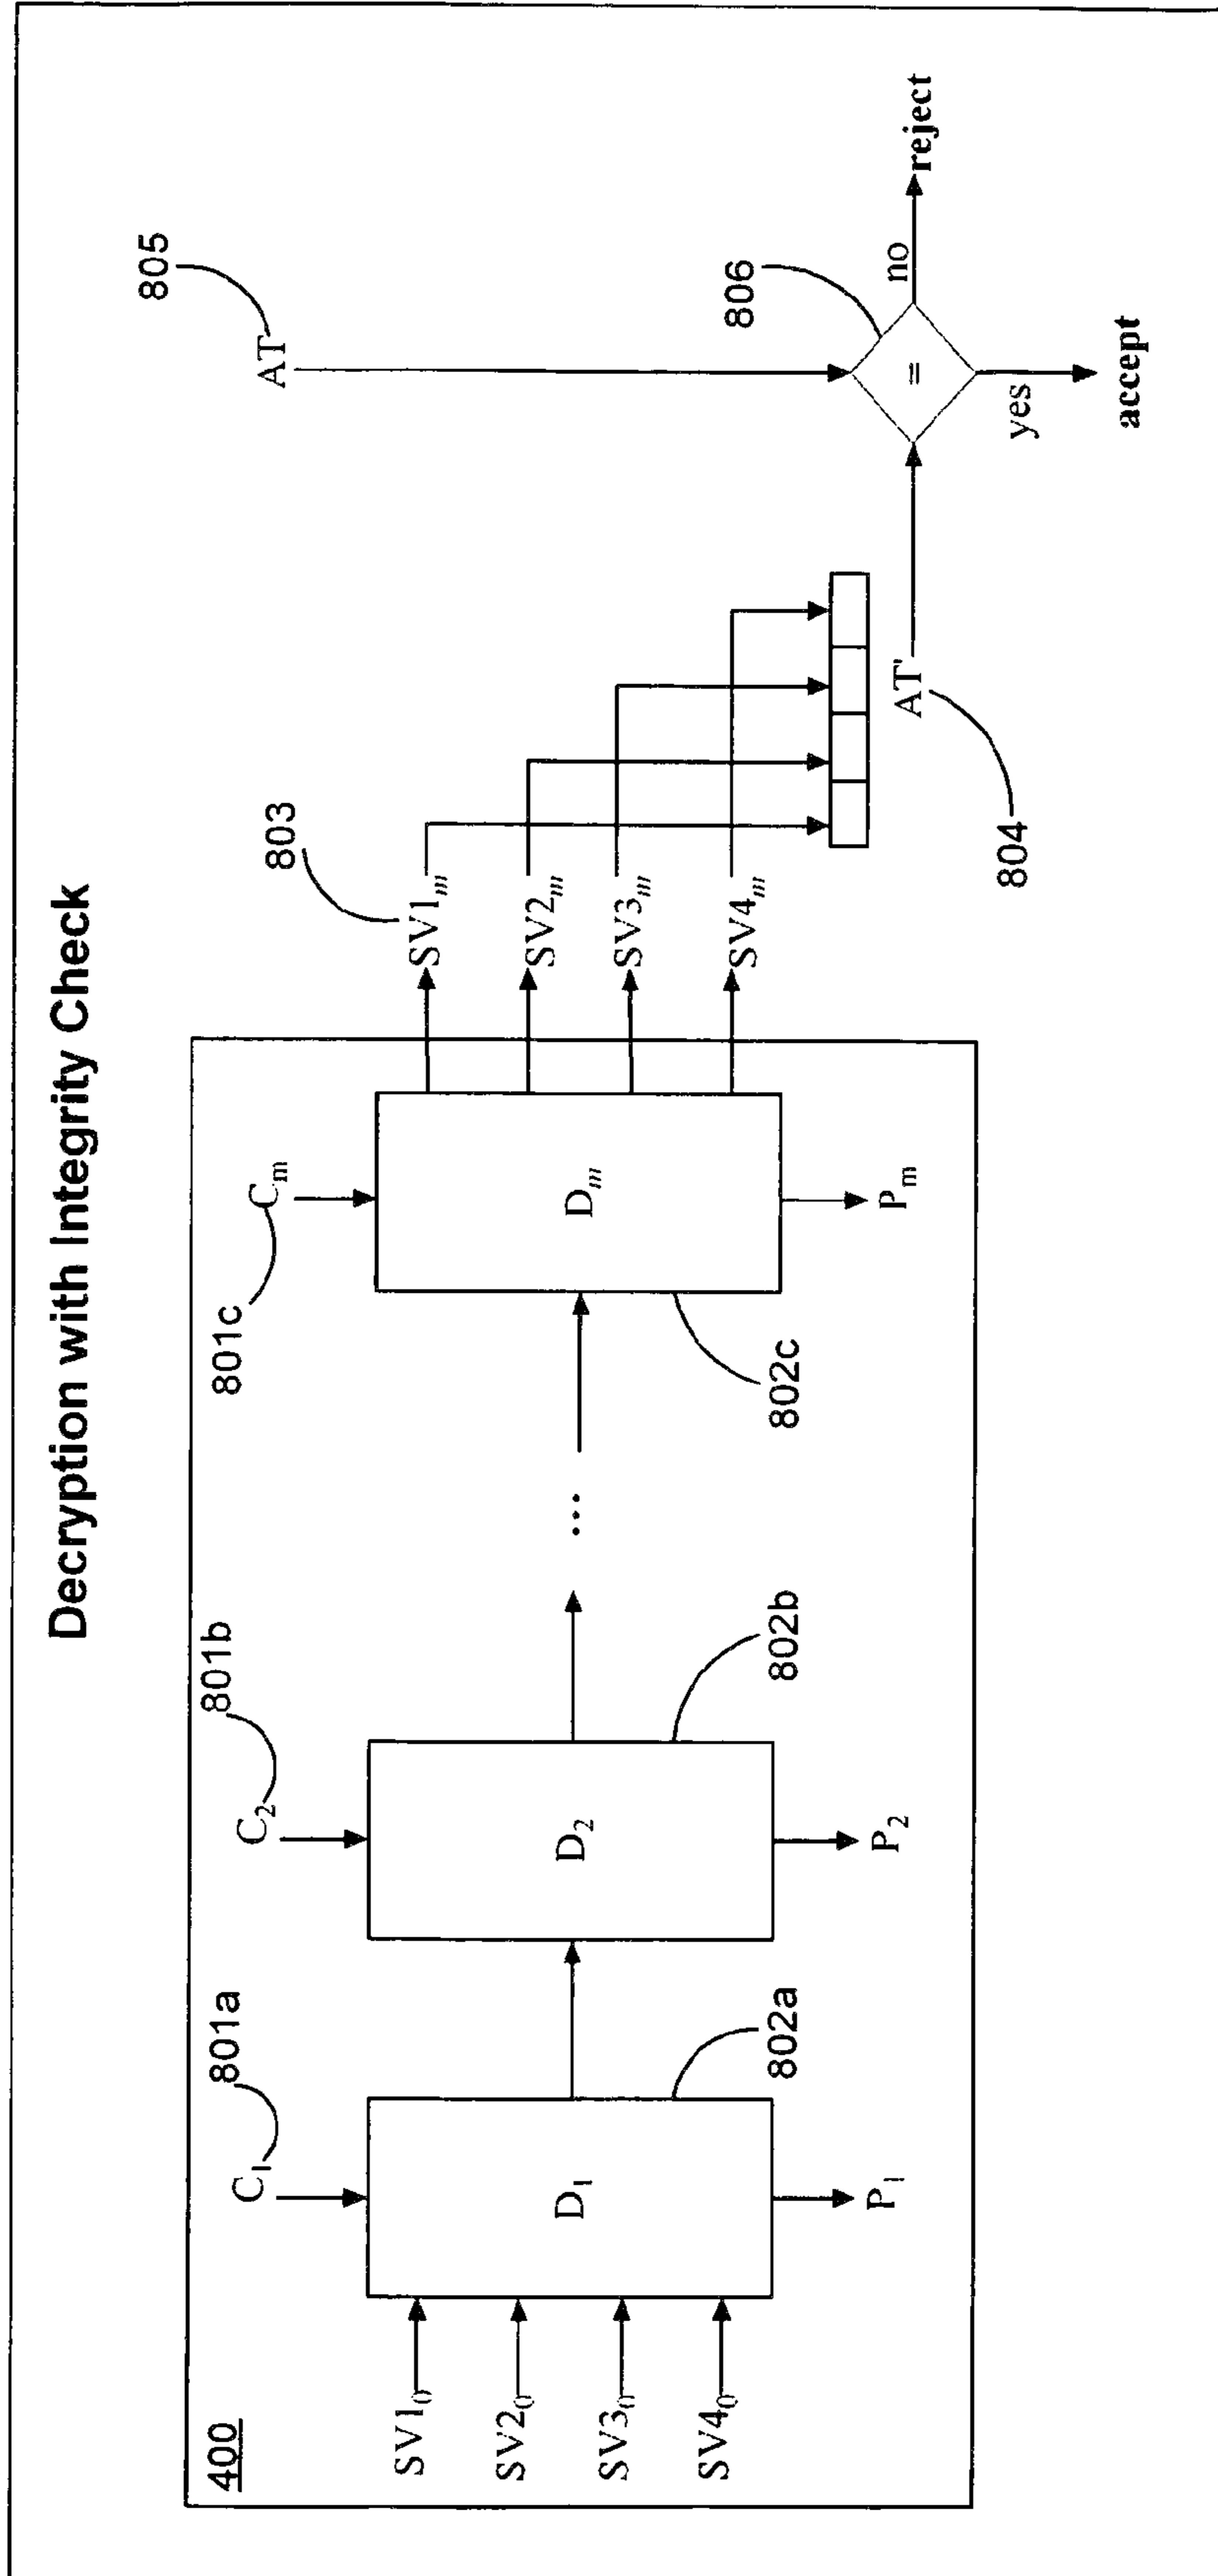 Decryption with Integrity Check
400
801a
801b
801c
803
805
C1
C2
Cm
AT
SV10
SV20
SV30
SV40
D1
D2
...
Dm
SV1m
SV2m
SV3m
SV4m
802a
802b
802c
P1
P2
Pm
804
AT'
806
=
no
reject
yes
accept